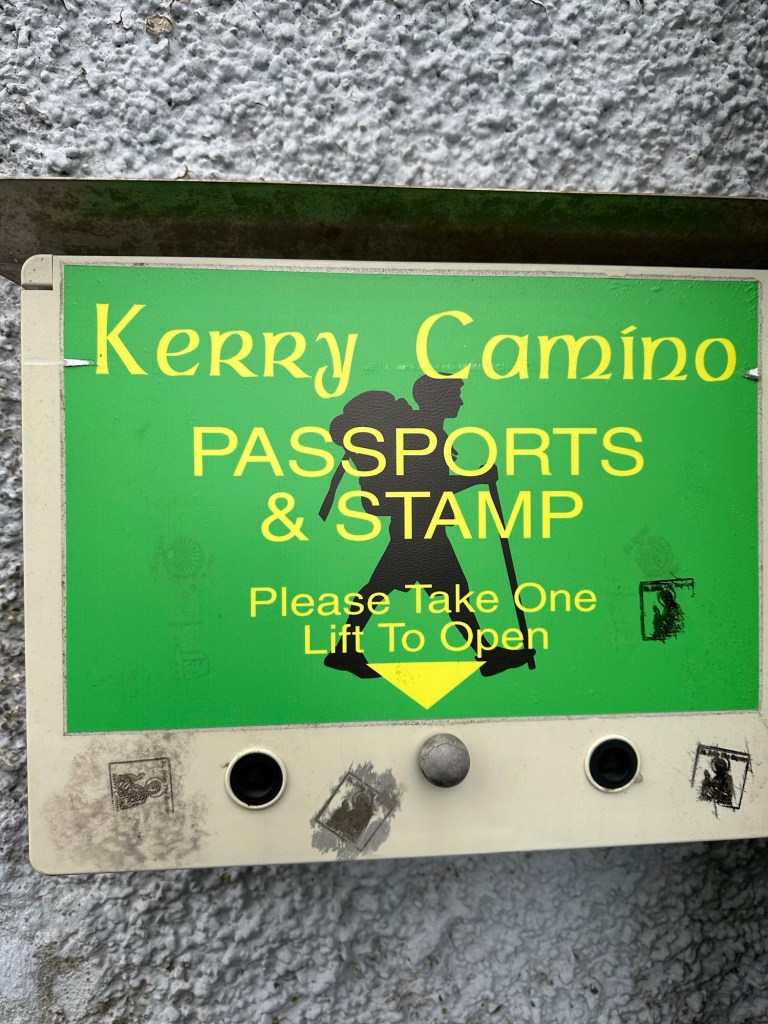 Kerry Camino
PASSPORTS
& STAMP
Please Take One
Lift To Open